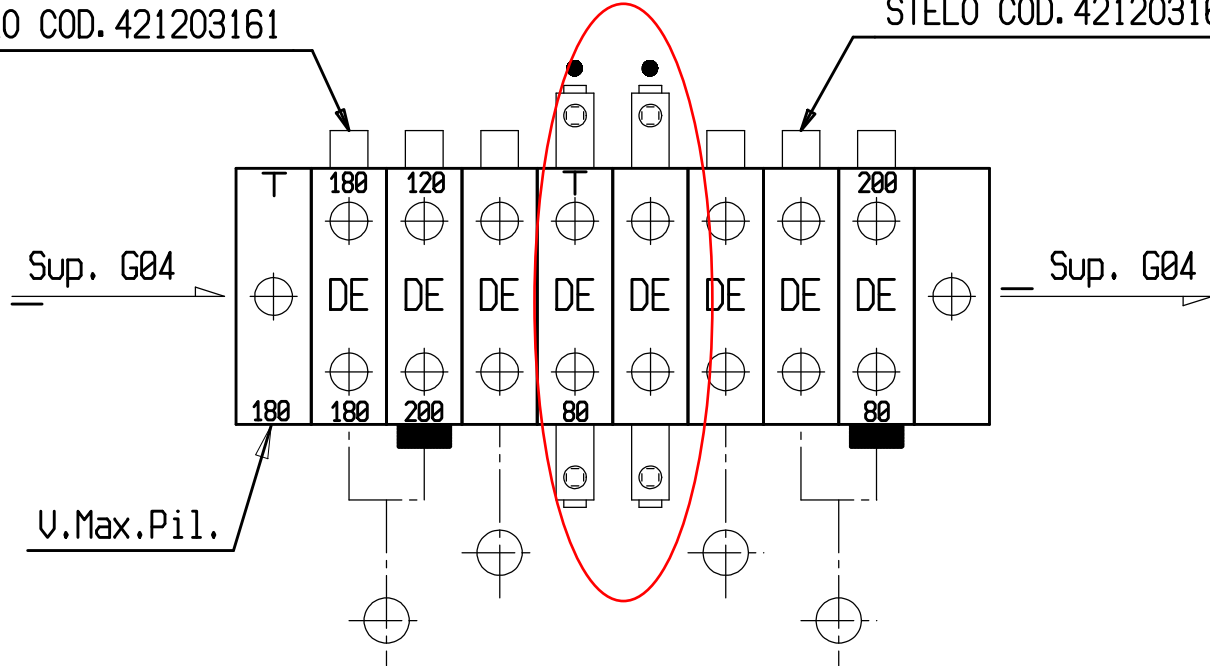 O COD.421203161
STELO COD.42120316
T 180 120 T 200
Sup. G04
DE DE DE DE DE DE DE DE
Sup. G04
180 180 200 80 80
V.Max.Pil.